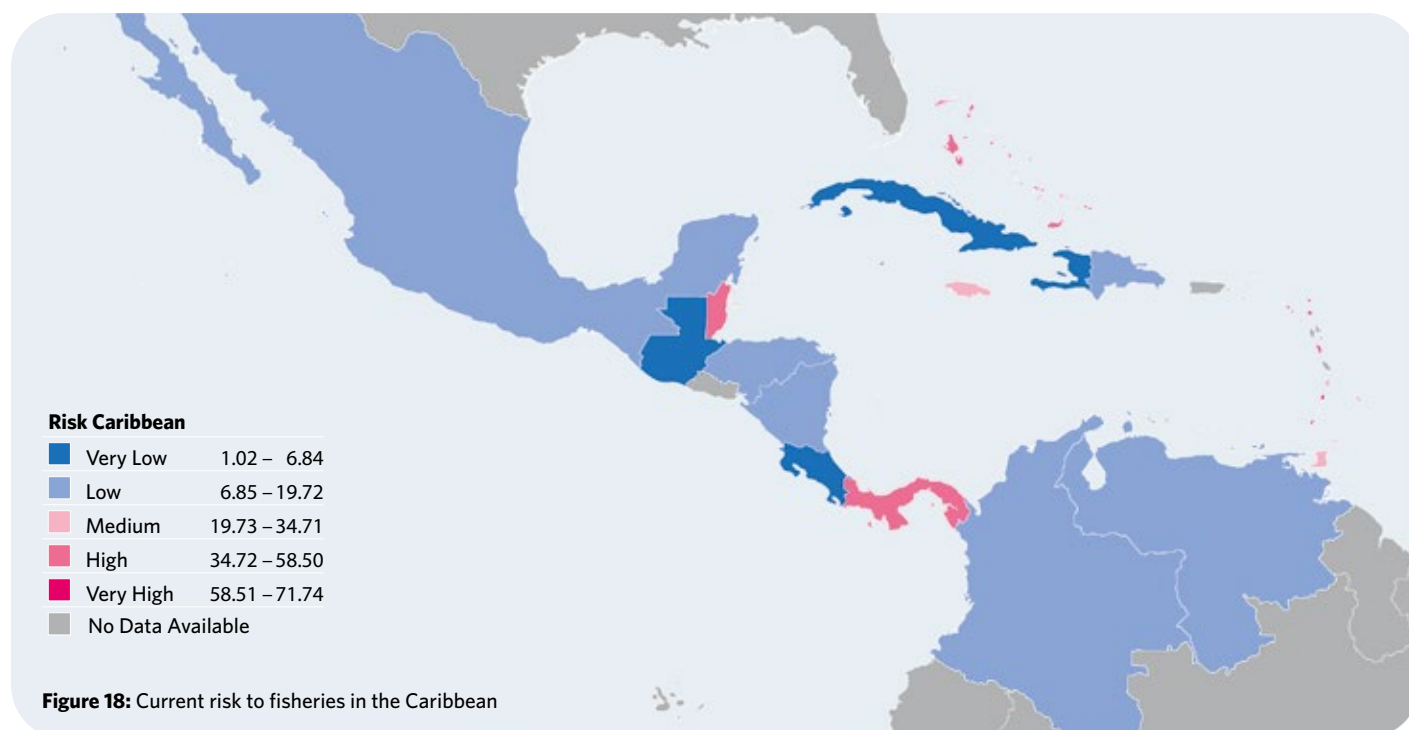 Risk Caribbean
Very Low 1.02 – 6.84
Low 6.85 – 19.72
Medium 19.73 – 34.71
High 34.72 – 58.50
Very High 58.51 – 71.74
No Data Available
Figure 18: Current risk to fisheries in the Caribbean